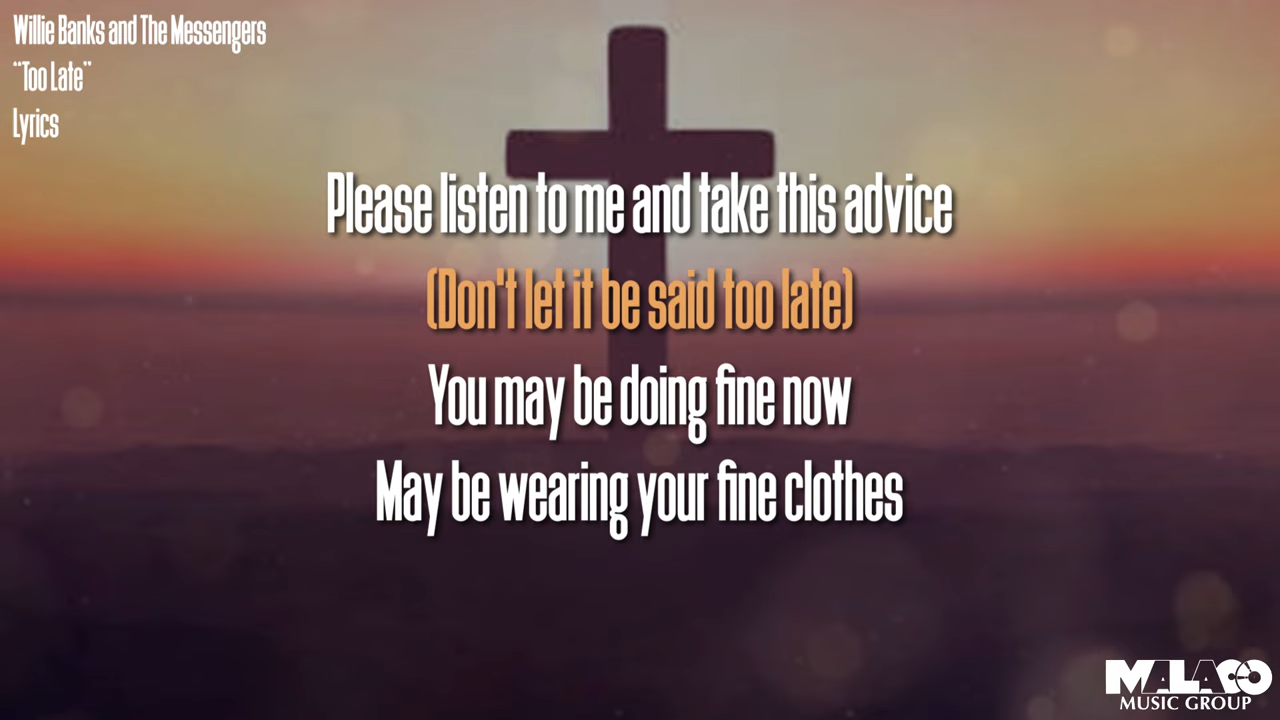 Willie Banks and The Messengers
“Too Late”
Lyrics
Please listen to me and take this advice
(Don't let it be said too late)
You may be doing fine now
May be wearing your fine clothes
MALACO
MUSIC GROUP